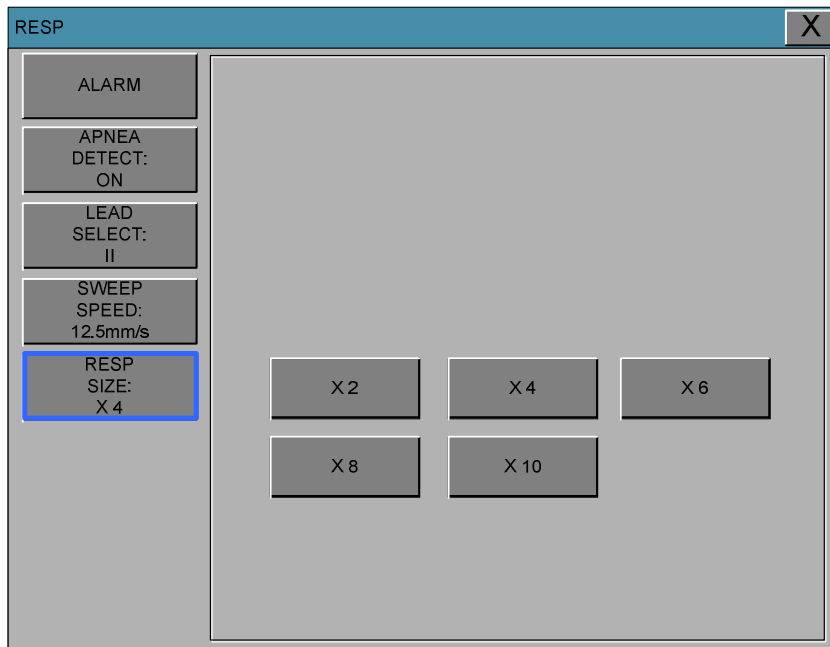 RESP
X
ALARM
APNEA
DETECT:
ON
LEAD
SELECT:
II
SWEEP
SPEED:
12.5mm/s
RESP
SIZE:
X 4
X 2
X 4
X 6
X 8
X 10